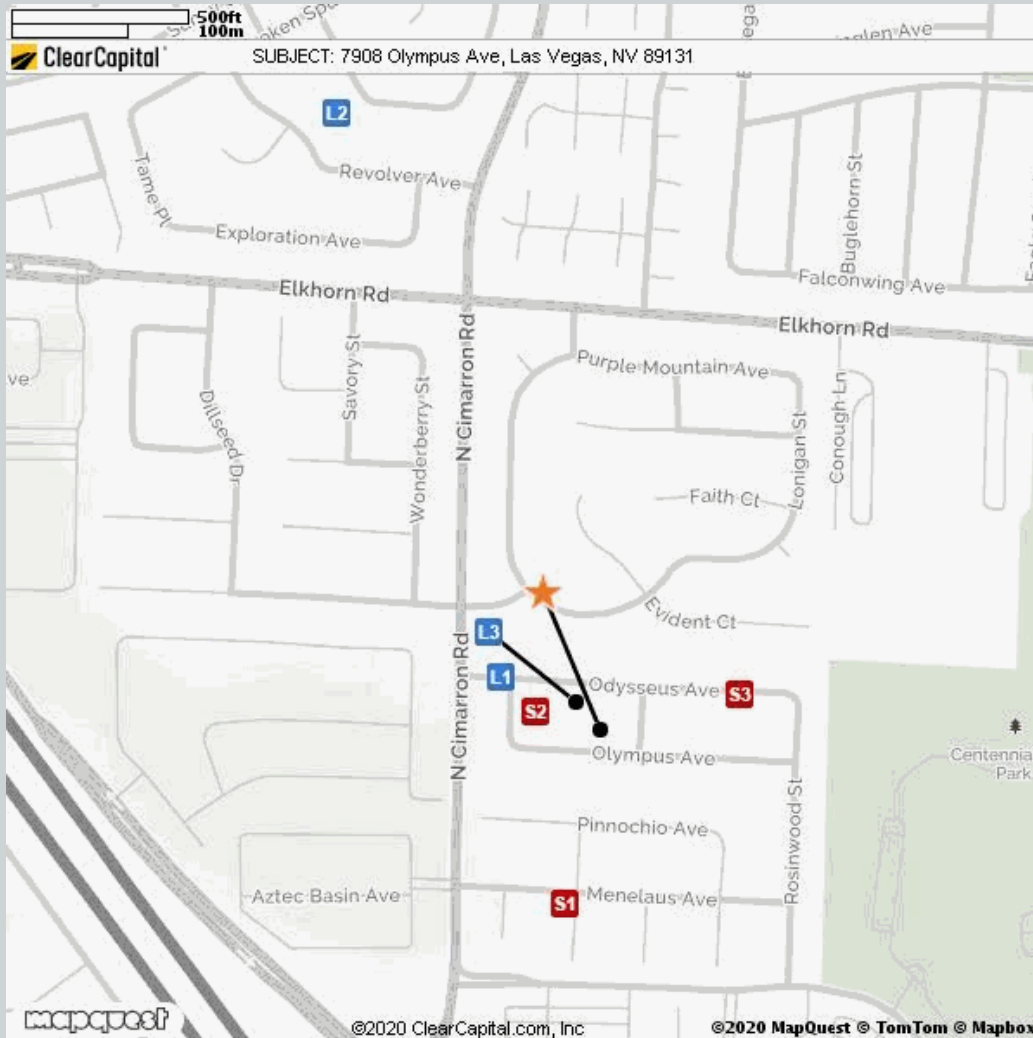 500ft
100m
ClearCapital
SUBJECT: 7908 Olympus Ave, Las Vegas, NV 89131
L2
Tame Pl
Revolver Ave
Exploration Ave
Buglehorn St
Falconwing Ave
Elkhorn Rd
Elkhorn Rd
N Cimarron Rd
Savory St
Wonderberry St
Dillseed Dr
Purple Mountain Ave
Lonigan St
Conough Ln
Faith Ct
Evident Ct
L3
L1
S2
Odysseus Ave
S3
N Cimarron Rd
Olympus Ave
Centennia
Park
Pinnochio Ave
Rosinwood St
Aztec Basin Ave
S1
Menelaus Ave
mapquest
©2020 ClearCapital.com, Inc
©2020 MapQuest © TomTom © Mapbox